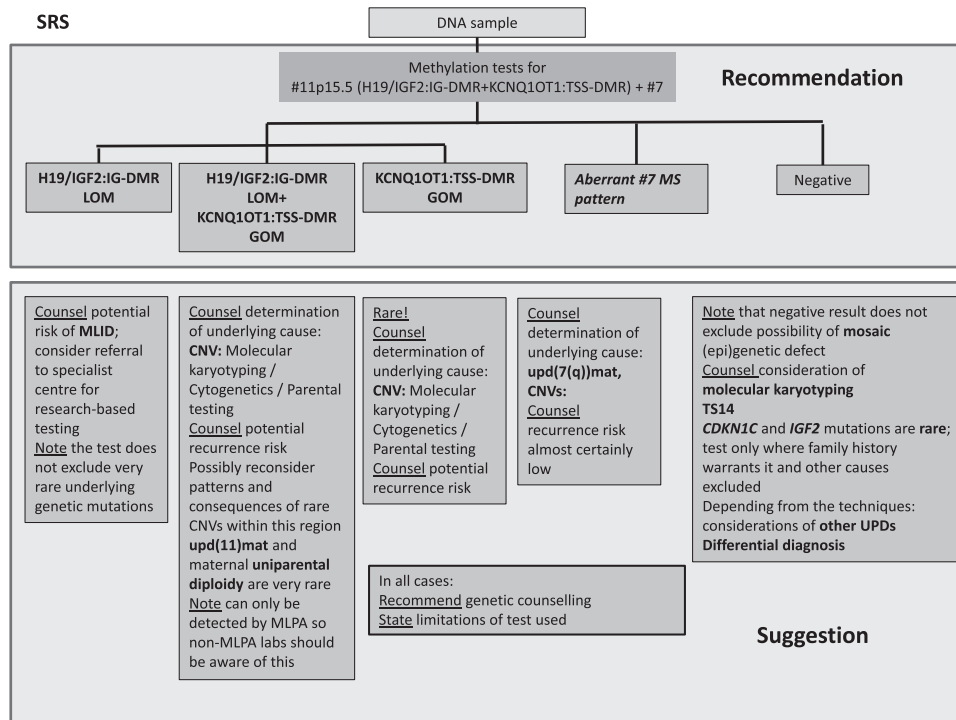 SRS
DNA sample
Methylation tests for
#11p15.5 (H19/IGF2:IG-DMR+KCNQ1OT1:TSS-DMR) + #7
Recommendation
H19/IGF2:IG-DMR
LOM
H19/IGF2:IG-DMR
LOM+
KCNQ1OT1:TSS-DMR
GOM
KCNQ1OT1:TSS-DMR
GOM
Aberrant #7 MS
pattern
Negative
Counsel potential
risk of MLID;
consider referral
to specialist
centre for
research-based
testing
Note the test does
not exclude very
rare underlying
genetic mutations
Counsel determination
of underlying cause:
CNV: Molecular
karyotyping /
Cytogenetics / Parental
testing
Counsel potential
recurrence risk
Possibly reconsider
patterns and
consequences of rare
CNVs within this region
upd(11)mat and
maternal uniparental
diploidy are very rare
Note can only be
detected by MLPA so
non-MLPA labs should
be aware of this
Rare!
Counsel
determination of
underlying cause:
CNV: Molecular
karyotyping /
Cytogenetics /
Parental testing
Counsel potential
recurrence risk
Counsel
determination of
underlying cause:
upd(7(q))mat,
CNVs:
Counsel
recurrence risk
almost certainly
low
Note that negative result does not
exclude possibility of mosaic
(epi)genetic defect
Counsel consideration of
molecular karyotyping
TS14
CDKN1C and IGF2 mutations are rare;
test only where family history
warrants it and other causes
excluded
Depending from the techniques:
considerations of other UPDs
Differential diagnosis
In all cases:
Recommend genetic counselling
State limitations of test used
Suggestion